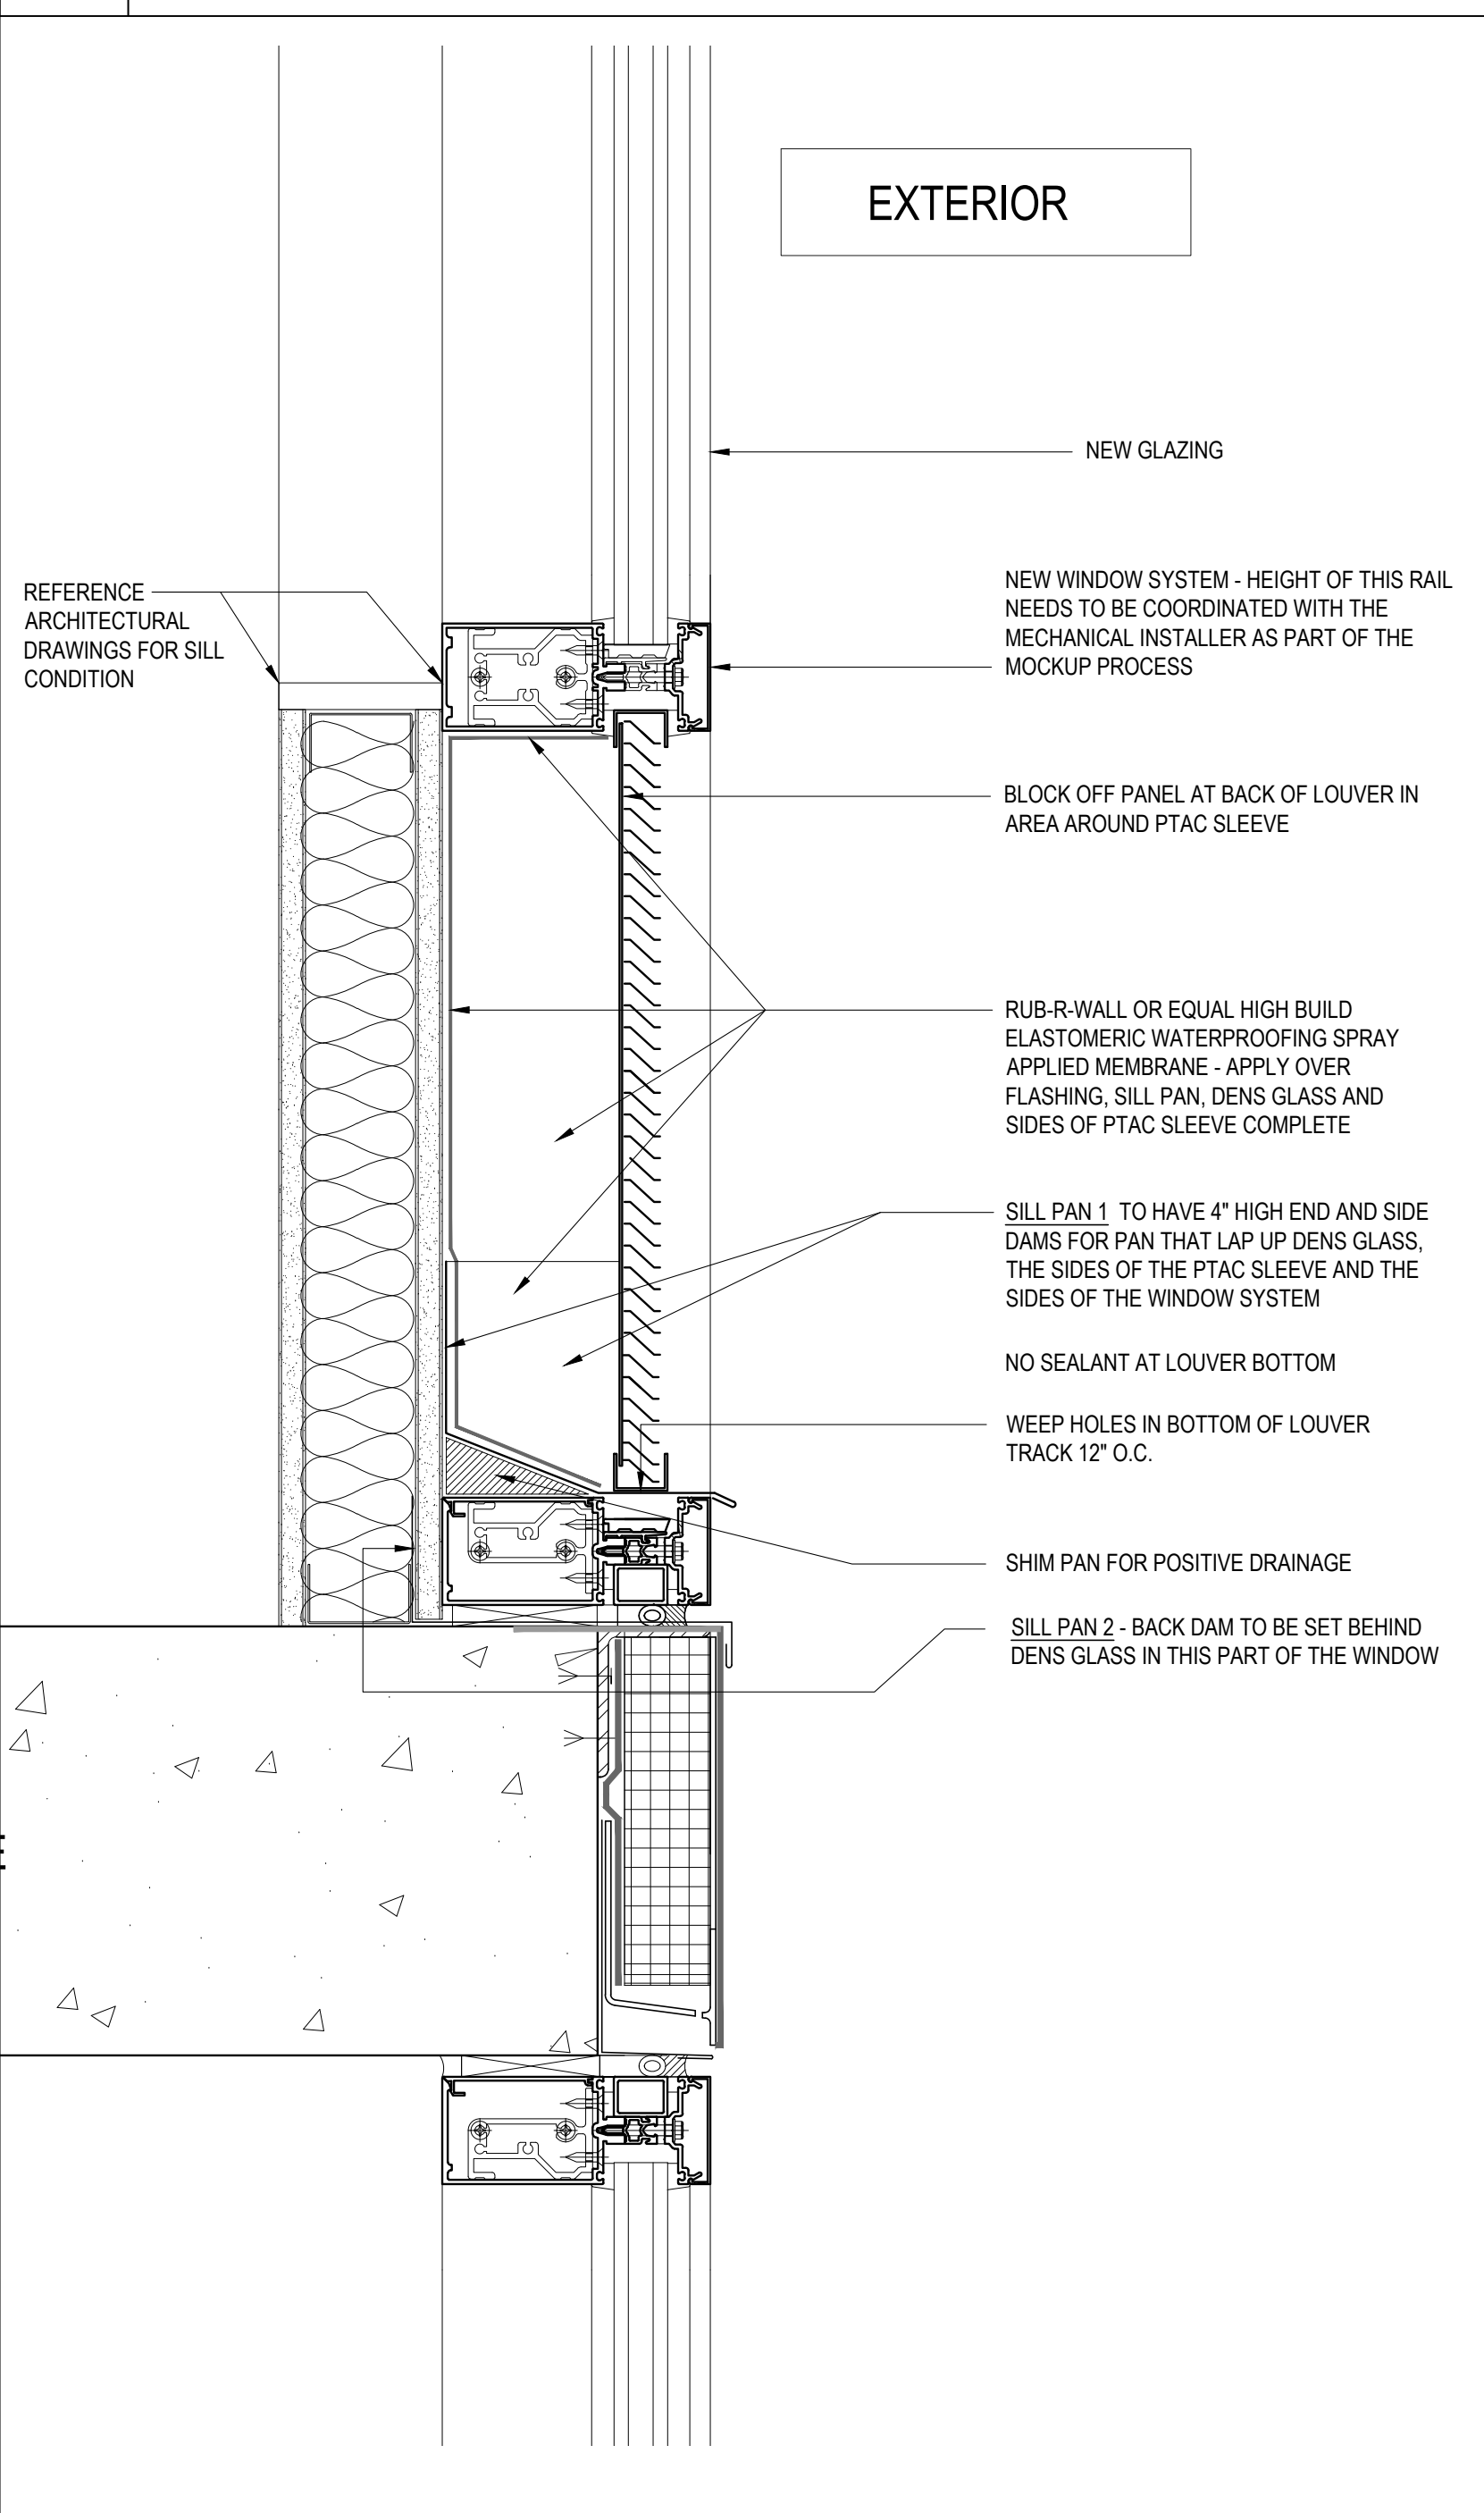 EXTERIOR
NEW GLAZING
REFERENCE
ARCHITECTURAL
DRAWINGS FOR SILL
CONDITION
NEW WINDOW SYSTEM - HEIGHT OF THIS RAIL
NEEDS TO BE COORDINATED WITH THE
MECHANICAL INSTALLER AS PART OF THE
MOCKUP PROCESS
BLOCK OFF PANEL AT BACK OF LOUVER IN
AREA AROUND PTAC SLEEVE
RUB-R-WALL OR EQUAL HIGH BUILD
ELASTOMERIC WATERPROOFING SPRAY
APPLIED MEMBRANE - APPLY OVER
FLASHING, SILL PAN, DENS GLASS AND
SIDES OF PTAC SLEEVE COMPLETE
SILL PAN 1 TO HAVE 4" HIGH END AND SIDE
DAMS FOR PAN THAT LAP UP DENS GLASS,
THE SIDES OF THE PTAC SLEEVE AND THE
SIDES OF THE WINDOW SYSTEM
NO SEALANT AT LOUVER BOTTOM
WEEP HOLES IN BOTTOM OF LOUVER
TRACK 12" O.C.
SHIM PAN FOR POSITIVE DRAINAGE
SILL PAN 2 - BACK DAM TO BE SET BEHIND
DENS GLASS IN THIS PART OF THE WINDOW